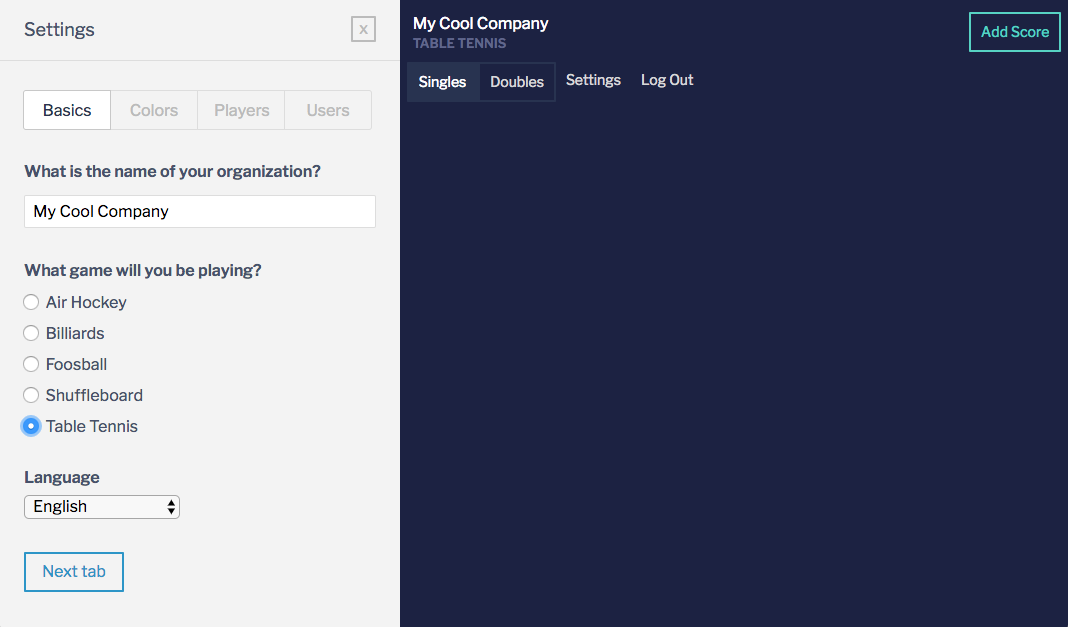 Settings
X
Basics
Colors
Players
Users
What is the name of your organization?
My Cool Company
What game will you be playing?
Air Hockey
Billiards
Foosball
Shuffleboard
Table Tennis
Language
English
Next tab
My Cool Company
TABLE TENNIS
Add Score
Singles
Doubles
Settings
Log Out